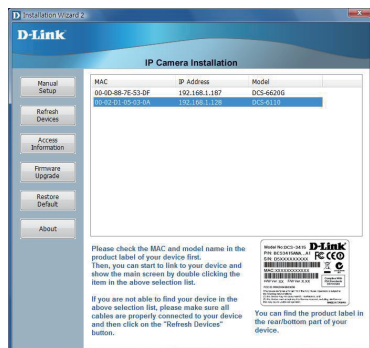 Installation Wizard 2
D-Link
IP Camera Installation
Manual
Setup
Refresh
Devices
Access
Information
Firmware
Upgrade
Restore
Default
About
MAC IP Address Model
00-0D-88-7E-53-DF 192.168.1.187 DCS-6620G
00-02-D1-05-03-0A 192.168.1.128 DCS-6110
Please check the MAC and model name in the
product label of your device first.
Then, you can start to link to your device and
show the main screen by double clicking the
item in the above selection list.
If you are not able to find your device in the
above selection list, please make sure all
cables are properly connected to your device
and then click on the "Refresh Devices"
button.
Model No:DCS-3415 D-Link
You can find the product label in
the rear/bottom part of your
device.